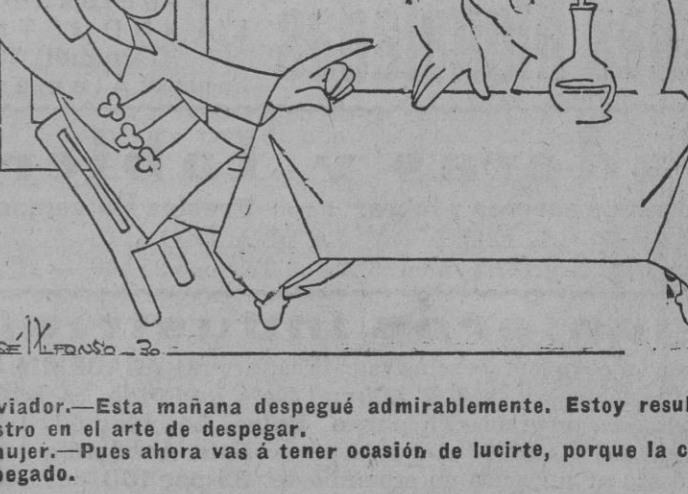 SÉ ALFONSO - 30
viador.—Esta mañana despegué admirablemente. Estoy resul
stro en el arte de despegar.
mujer.—Pues ahora vas á tener ocasión de lucirte, porque la c
pegado.